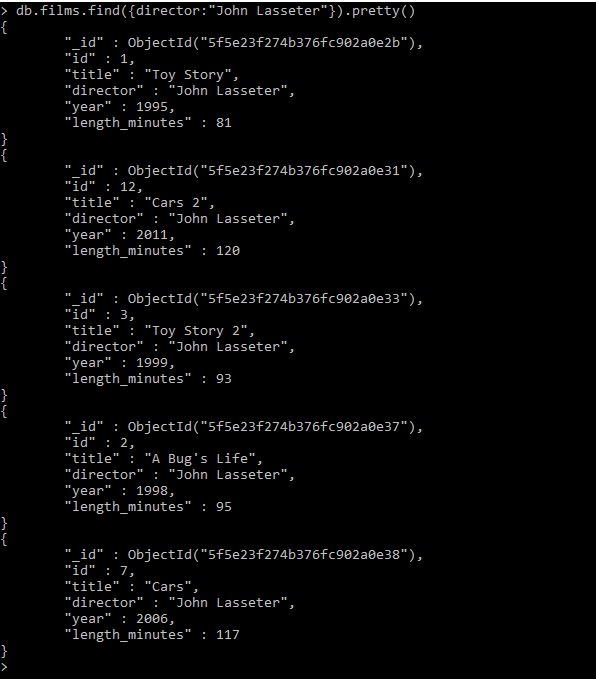 > db.films.find({director:"John Lasseter"}).pretty()
{
        "_id" : ObjectId("5f5e23f274b376fc902a0e2b"),
        "id" : 1,
        "title" : "Toy Story",
        "director" : "John Lasseter",
        "year" : 1995,
        "length_minutes" : 81
}
{
        "_id" : ObjectId("5f5e23f274b376fc902a0e31"),
        "id" : 12,
        "title" : "Cars 2",
        "director" : "John Lasseter",
        "year" : 2011,
        "length_minutes" : 120
}
{
        "_id" : ObjectId("5f5e23f274b376fc902a0e33"),
        "id" : 3,
        "title" : "Toy Story 2",
        "director" : "John Lasseter",
        "year" : 1999,
        "length_minutes" : 93
}
{
        "_id" : ObjectId("5f5e23f274b376fc902a0e37"),
        "id" : 2,
        "title" : "A Bug's Life",
        "director" : "John Lasseter",
        "year" : 1998,
        "length_minutes" : 95
}
{
        "_id" : ObjectId("5f5e23f274b376fc902a0e38"),
        "id" : 7,
        "title" : "Cars",
        "director" : "John Lasseter",
        "year" : 2006,
        "length_minutes" : 117
}
>